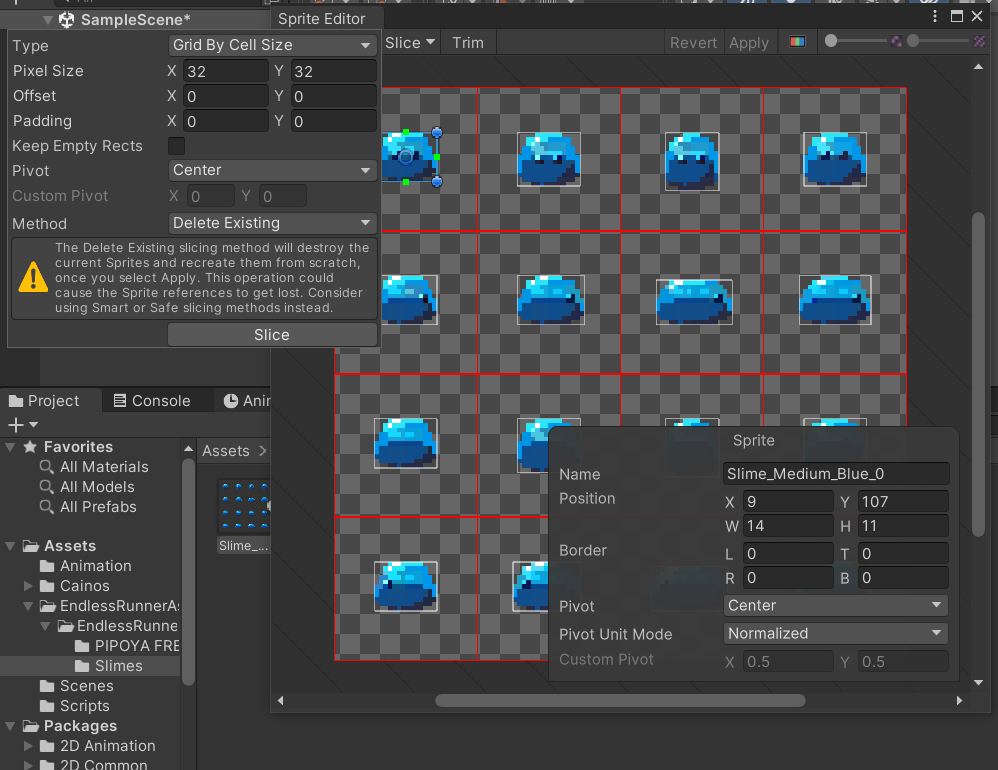 SampleScene*
Sprite Editor
Type Grid By Cell Size
Slice Trim Revert Apply
Pixel Size X 32 Y 32
Offset X 0 Y 0
Padding X 0 Y 0
Keep Empty Rects
Pivot Center
Custom Pivot X 0 Y 0
Method Delete Existing
The Delete Existing slicing method will destroy the
current Sprites and recreate them from scratch,
once you select Apply. This operation could
cause the Sprite references to get lost. Consider
using Smart or Safe slicing methods instead.
Slice
Project Console Anir
Favorites
All Materials
All Models
All Prefabs
Assets
Animation
Cainos
EndlessRunnerAs
EndlessRunne
PIPOYA FRE
Slimes
Scenes
Scripts
Packages
2D Animation
2D Common
Assets >
Slime_...
Sprite
Name Slime_Medium_Blue_0
Position X 9 Y 107
W 14 H 11
Border L 0 T 0
R 0 B 0
Pivot Center
Pivot Unit Mode Normalized
Custom Pivot X 0.5 Y 0.5